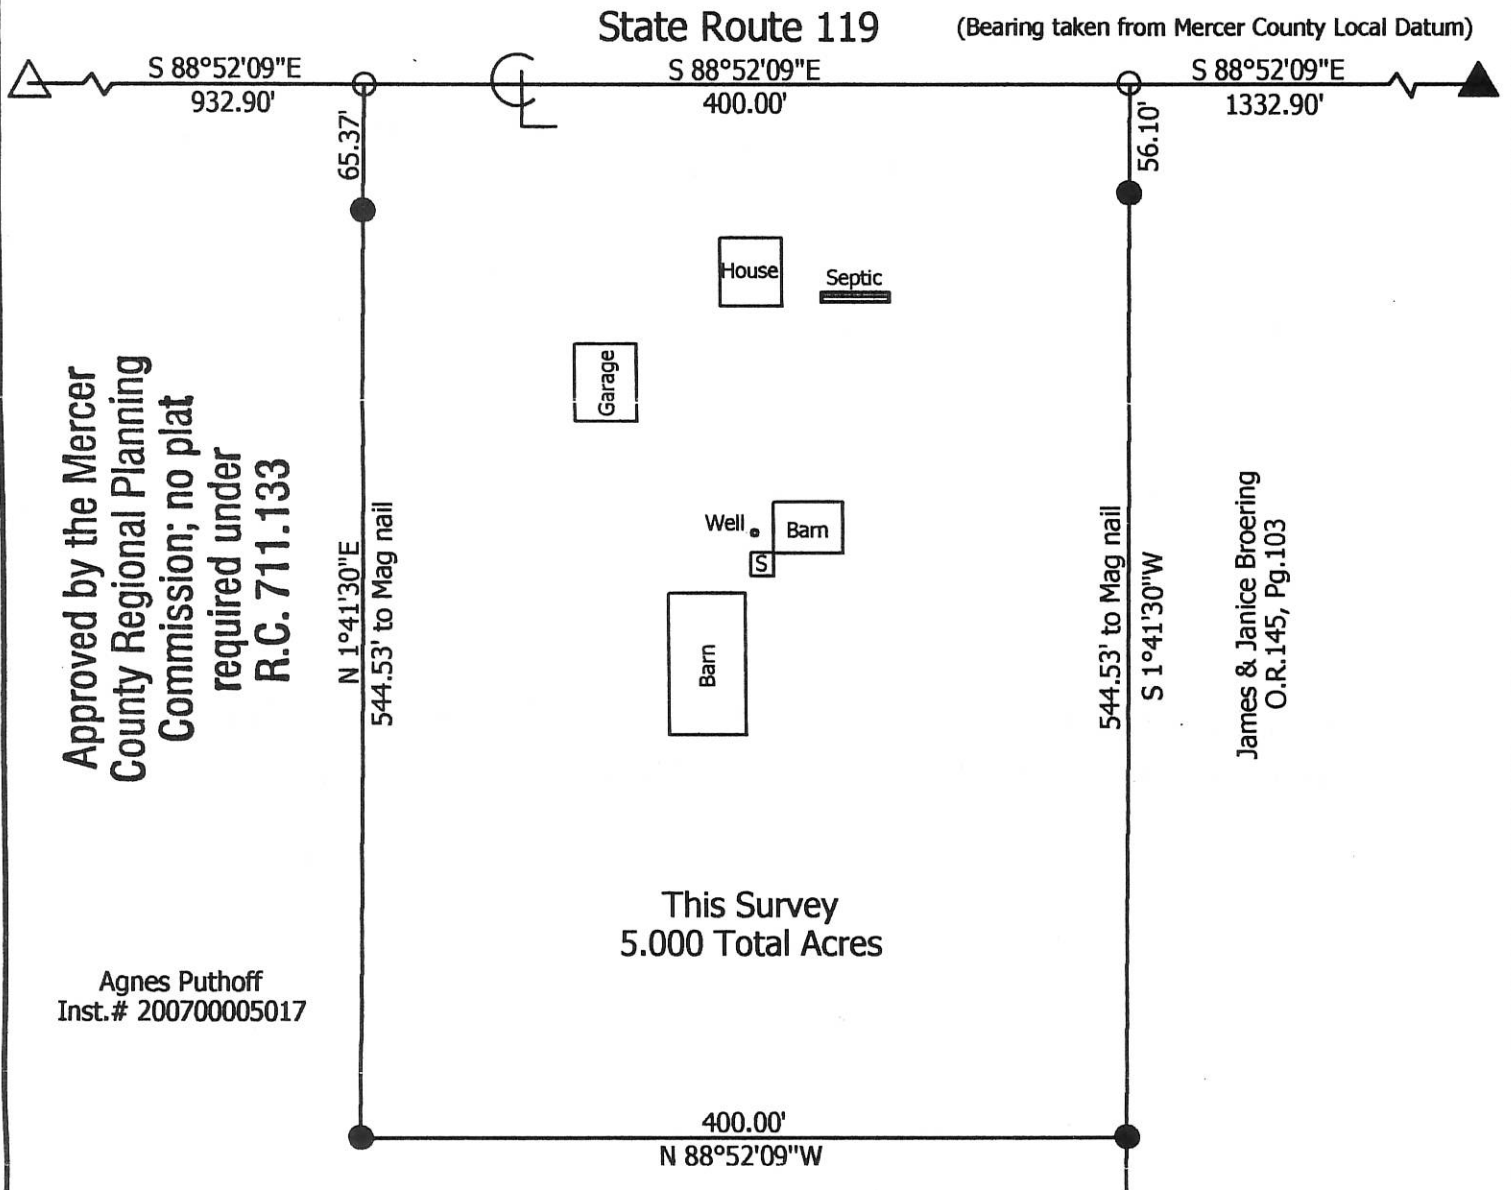 State Route 119
(Bearing taken from Mercer County Local Datum)
S 88°52'09"E
932.90'
S 88°52'09"E
400.00'
S 88°52'09"E
1332.90'
65.37'
56.10'
House
Septic
Garage
Approved by the Mercer
County Regional Planning
Commission; no plat
required under
R.C. 711.133
N 1°41'30"E
544.53' to Mag nail
Well
Barn
S
Barn
544.53' to Mag nail
S 1°41'30"W
James & Janice Broering
O.R.145, Pg.103
This Survey
5.000 Total Acres
Agnes Puthoff
Inst.# 200700005017
400.00'
N 88°52'09"W